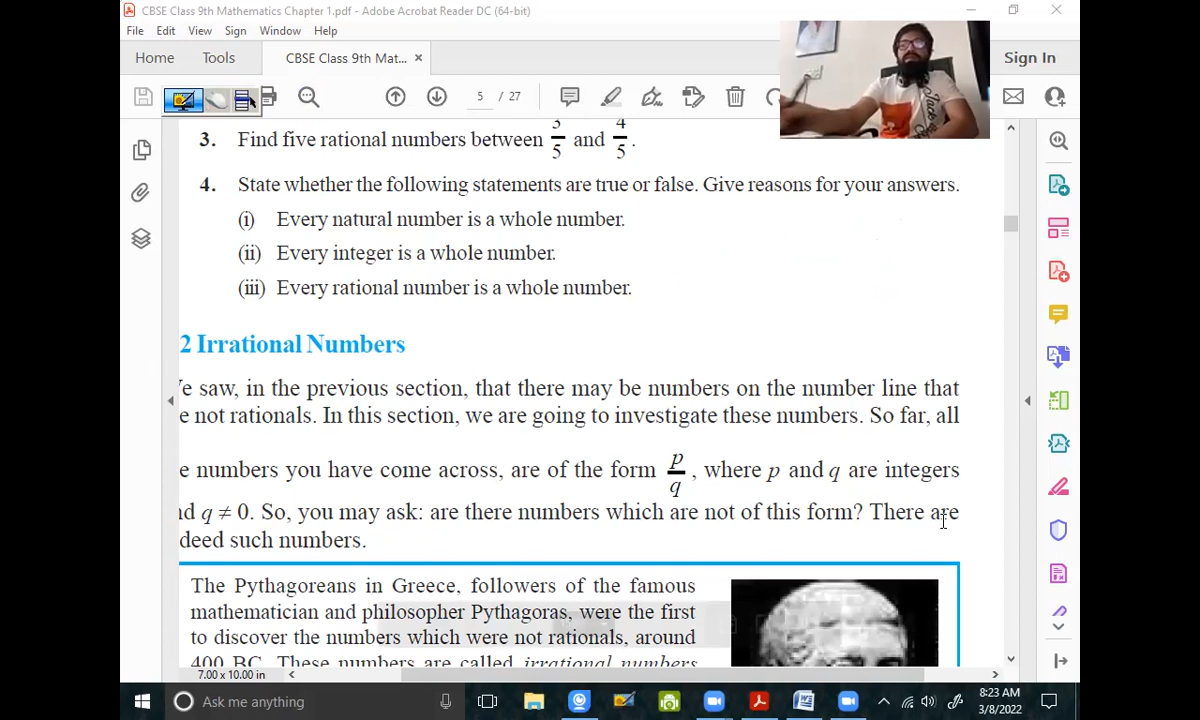 CBSE Class 9th Mathematics Chapter 1.pdf - Adobe Acrobat Reader DC (64-bit)
File Edit View Sign Window Help
Home Tools CBSE Class 9th Mat... × Sign In
5 / 27
3. Find five rational numbers between 3/5 and 4/5.
4. State whether the following statements are true or false. Give reasons for your answers.
(i) Every natural number is a whole number.
(ii) Every integer is a whole number.
(iii) Every rational number is a whole number.
2 Irrational Numbers
e saw, in the previous section, that there may be numbers on the number line that
e not rationals. In this section, we are going to investigate these numbers. So far, all
e numbers you have come across, are of the form p/q, where p and q are integers
d q ≠ 0. So, you may ask: are there numbers which are not of this form? There are
deed such numbers.
The Pythagoreans in Greece, followers of the famous
mathematician and philosopher Pythagoras, were the first
to discover the numbers which were not rationals, around
400 BC. These numbers are called irrational numbers
7.00 x 10.00 in
Ask me anything
8:23 AM
3/8/2022